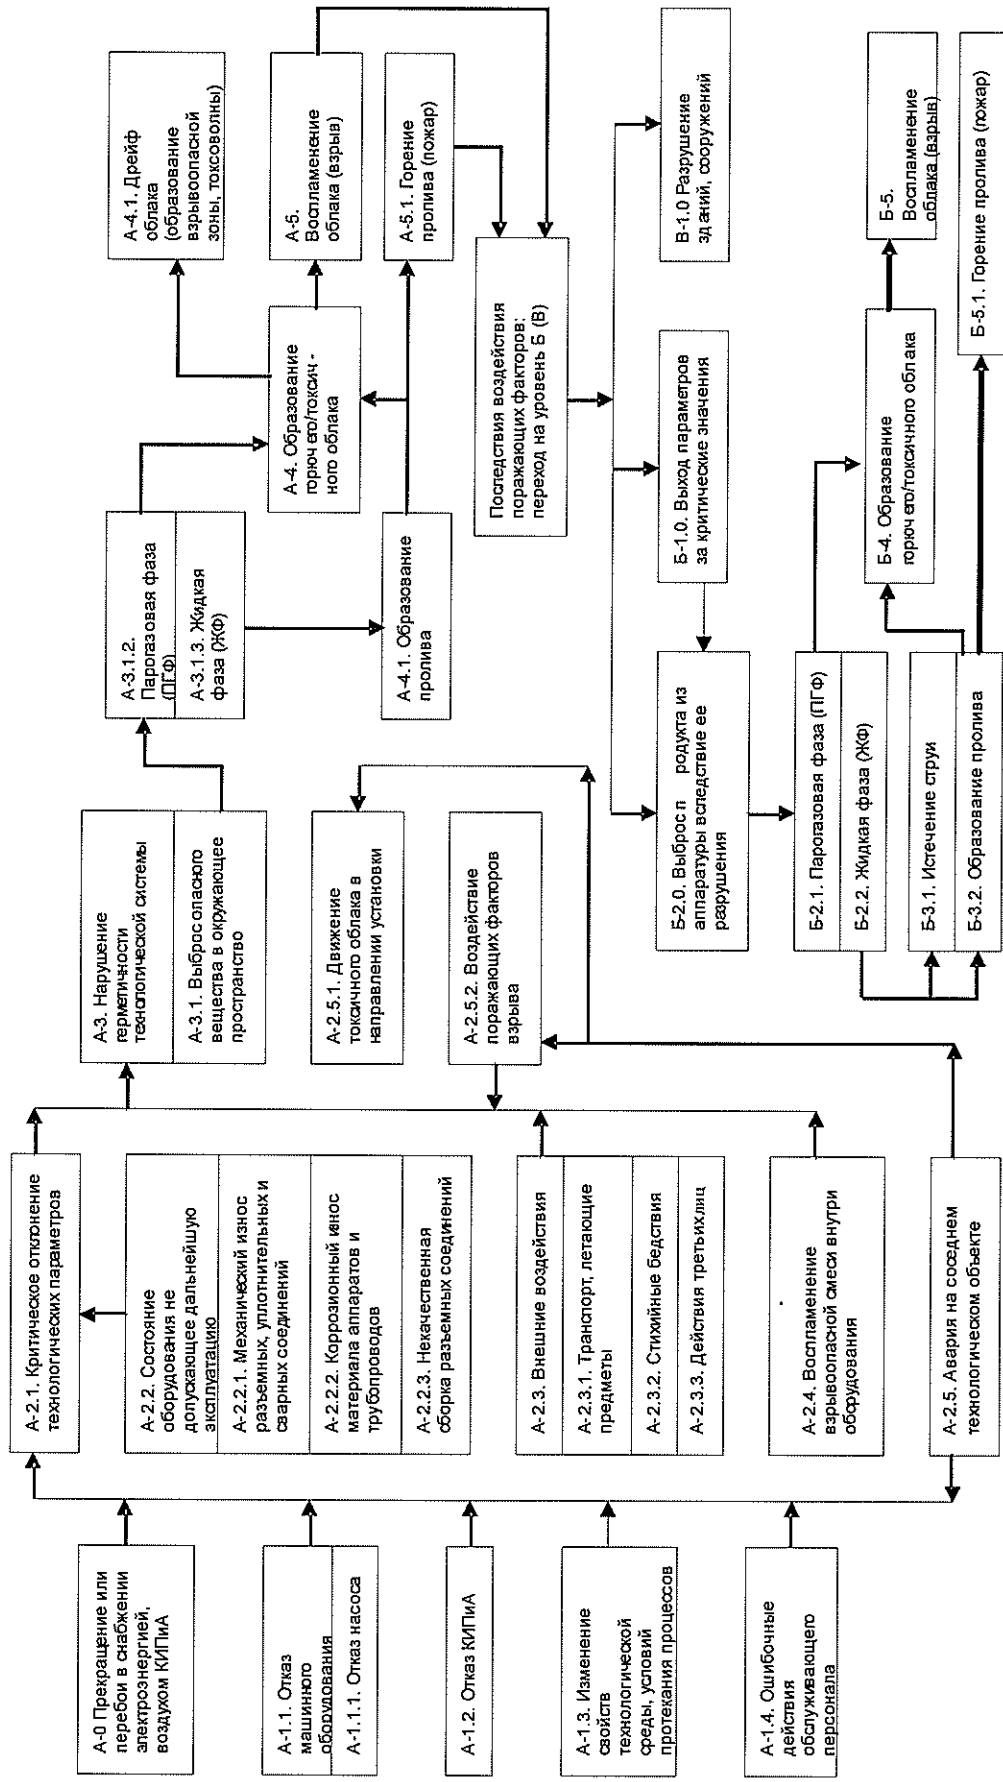 А-0 Прекращение или
перебои в снабжении
электроэнергией,
воздухом КИПиА
А-1.1. Отказ
машинного
оборудования
А-1.1.1. Отказ насоса
А-1.2. Отказ КИПиА
А-1.3. Изменение
свойств
технологической
среды, условий
протекания процессов
А-1.4. Ошибочные
действия
обслуживающего
персонала
А-2.1. Критическое отклонение
технологических параметров
А-2.2. Состояние
оборудования не
допускающее дальнейшую
эксплуатацию
А-2.2.1. Механический износ
разъемных, уплотнительных и
сварных соединений
А-2.2.2. Коррозионный износ
материала аппаратов и
трубопроводов
А-2.2.3. Некачественная
сборка разъемных соединений
А-2.3. Внешние воздействия
А-2.3.1. Транспорт, летающие
предметы
А-2.3.2. Стихийные бедствия
А-2.3.3. Действия третьих лиц
А-2.4. Воспламенение
взрывоопасной смеси внутри
оборудования
А-2.5. Авария на соседнем
технологическом объекте
А-3. Нарушение
герметичности
технологической системы
А-3.1. Выброс опасного
вещества в окружающее
пространство
А-2.5.1. Движение
токсичного облака в
направлении установки
А-2.5.2. Воздействие
поражающих факторов
взрыва
А-3.1.2.
Парогазовая фаза
(ПГФ)
А-3.1.3. Жидкая
фаза (ЖФ)
А-4.1. Образование
пролива
А-4. Образование
горючего/токсич-
ного облака
А-4.1. Дрейф
облака
(образование
взрывоопасной
зоны, токсоволны)
А-5.
Воспламенение
облака (взрыв)
А-5.1. Горение
пролива (пожар)
Последствия воздействия
поражающих факторов:
переход на уровень Б (В)
Б-2.0. Выброс п родукта из
аппаратуры вследствие ее
разрушения
Б-1.0. Выход параметров
за критические значения
В-1.0 Разрушение
зданий, сооружений
Б-2.1. Парогазовая фаза (ПГФ)
Б-2.2. Жидкая фаза (ЖФ)
Б-3.1. Истечение струи
Б-3.2. Образование пролива
Б-4. Образование
горючего/токсичного облака
Б-5.
Воспламенение
облака (взрыв)
Б-5.1. Горение пролива (пожар)